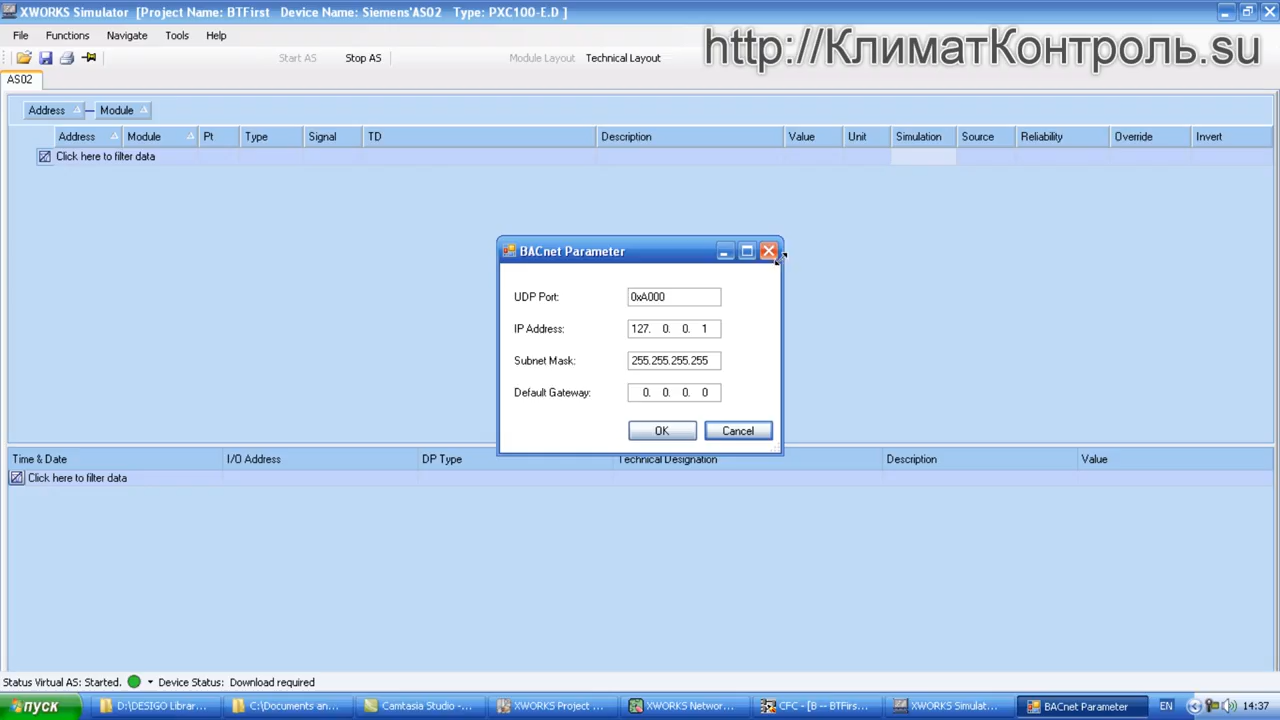 XWORKS Simulator [Project Name: BTFirst Device Name: Siemens'AS02 Type: PXC100-E.D ]
File Functions Navigate Tools Help
http://КлиматКонтроль.su
Start AS Stop AS Module Layout Technical Layout
AS02
Address Module
Address Module Pt Type Signal TD Description Value Unit Simulation Source Reliability Override Invert
Click here to filter data
BACnet Parameter
UDP Port: 0xA000
IP Address: 127. 0. 0. 1
Subnet Mask: 255.255.255.255
Default Gateway: 0. 0. 0. 0
OK Cancel
Time & Date I/O Address DP Type Technical Designation Description Value
Click here to filter data
Status Virtual AS: Started. Device Status: Download required
пуск D:\DESIGO Librar... C:\Documents an... Camtasia Studio -... XWORKS Project ... XWORKS Networ... CFC - [B -- BTFirs... XWORKS Simulat... BACnet Parameter EN 14:37